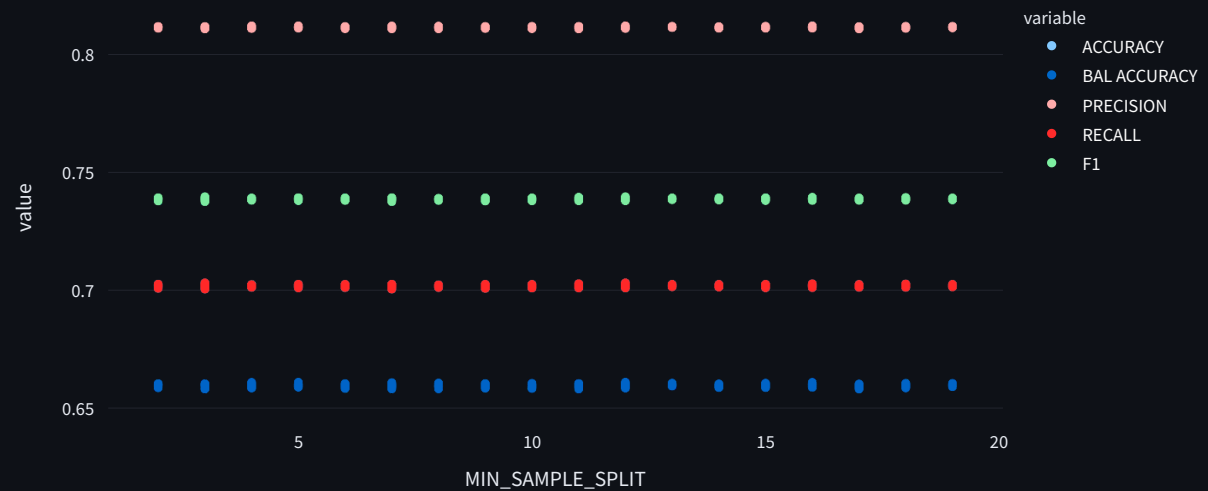 variable
ACCURACY
BAL ACCURACY
PRECISION
RECALL
F1
value
0.8
0.75
0.7
0.65
5 10 15 20
MIN_SAMPLE_SPLIT